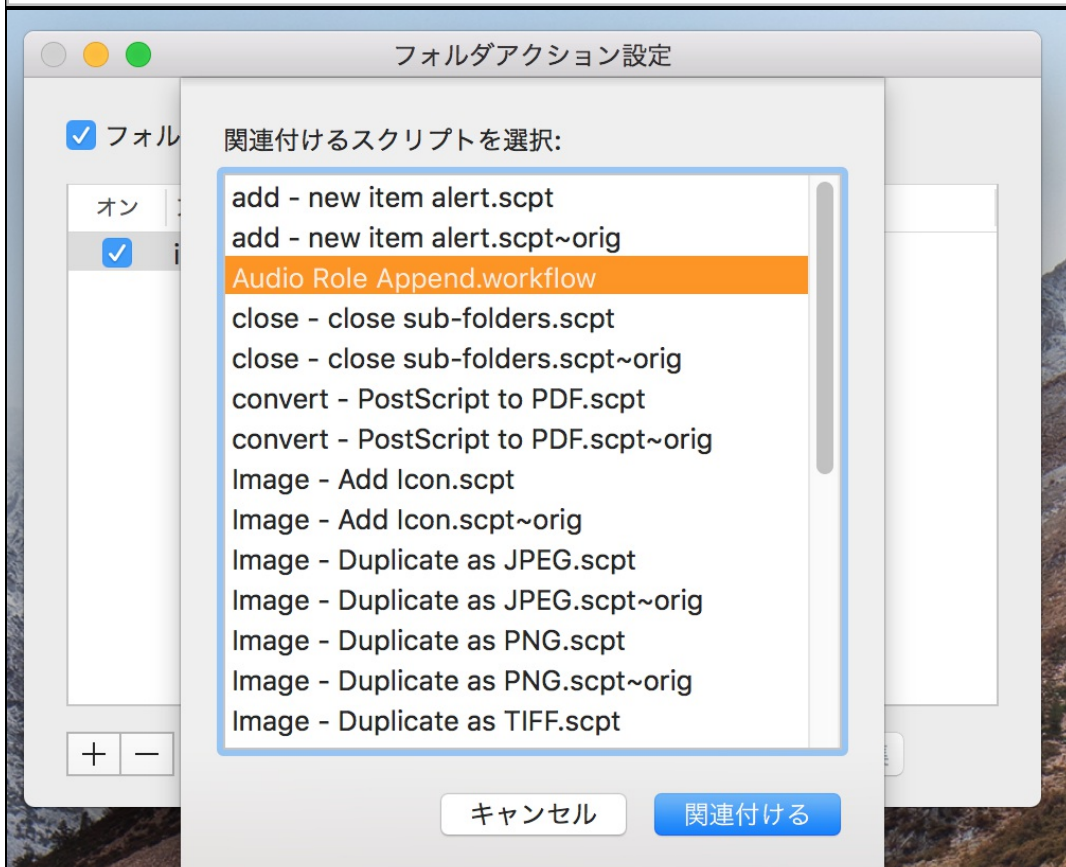 フォルダアクション設定
フォル
関連付けるスクリプトを選択:
オン
add - new item alert.scpt
add - new item alert.scpt~orig
Audio Role Append.workflow
close - close sub-folders.scpt
close - close sub-folders.scpt~orig
convert - PostScript to PDF.scpt
convert - PostScript to PDF.scpt~orig
Image - Add Icon.scpt
Image - Add Icon.scpt~orig
Image - Duplicate as JPEG.scpt
Image - Duplicate as JPEG.scpt~orig
Image - Duplicate as PNG.scpt
Image - Duplicate as PNG.scpt~orig
Image - Duplicate as TIFF.scpt
キャンセル
関連付ける